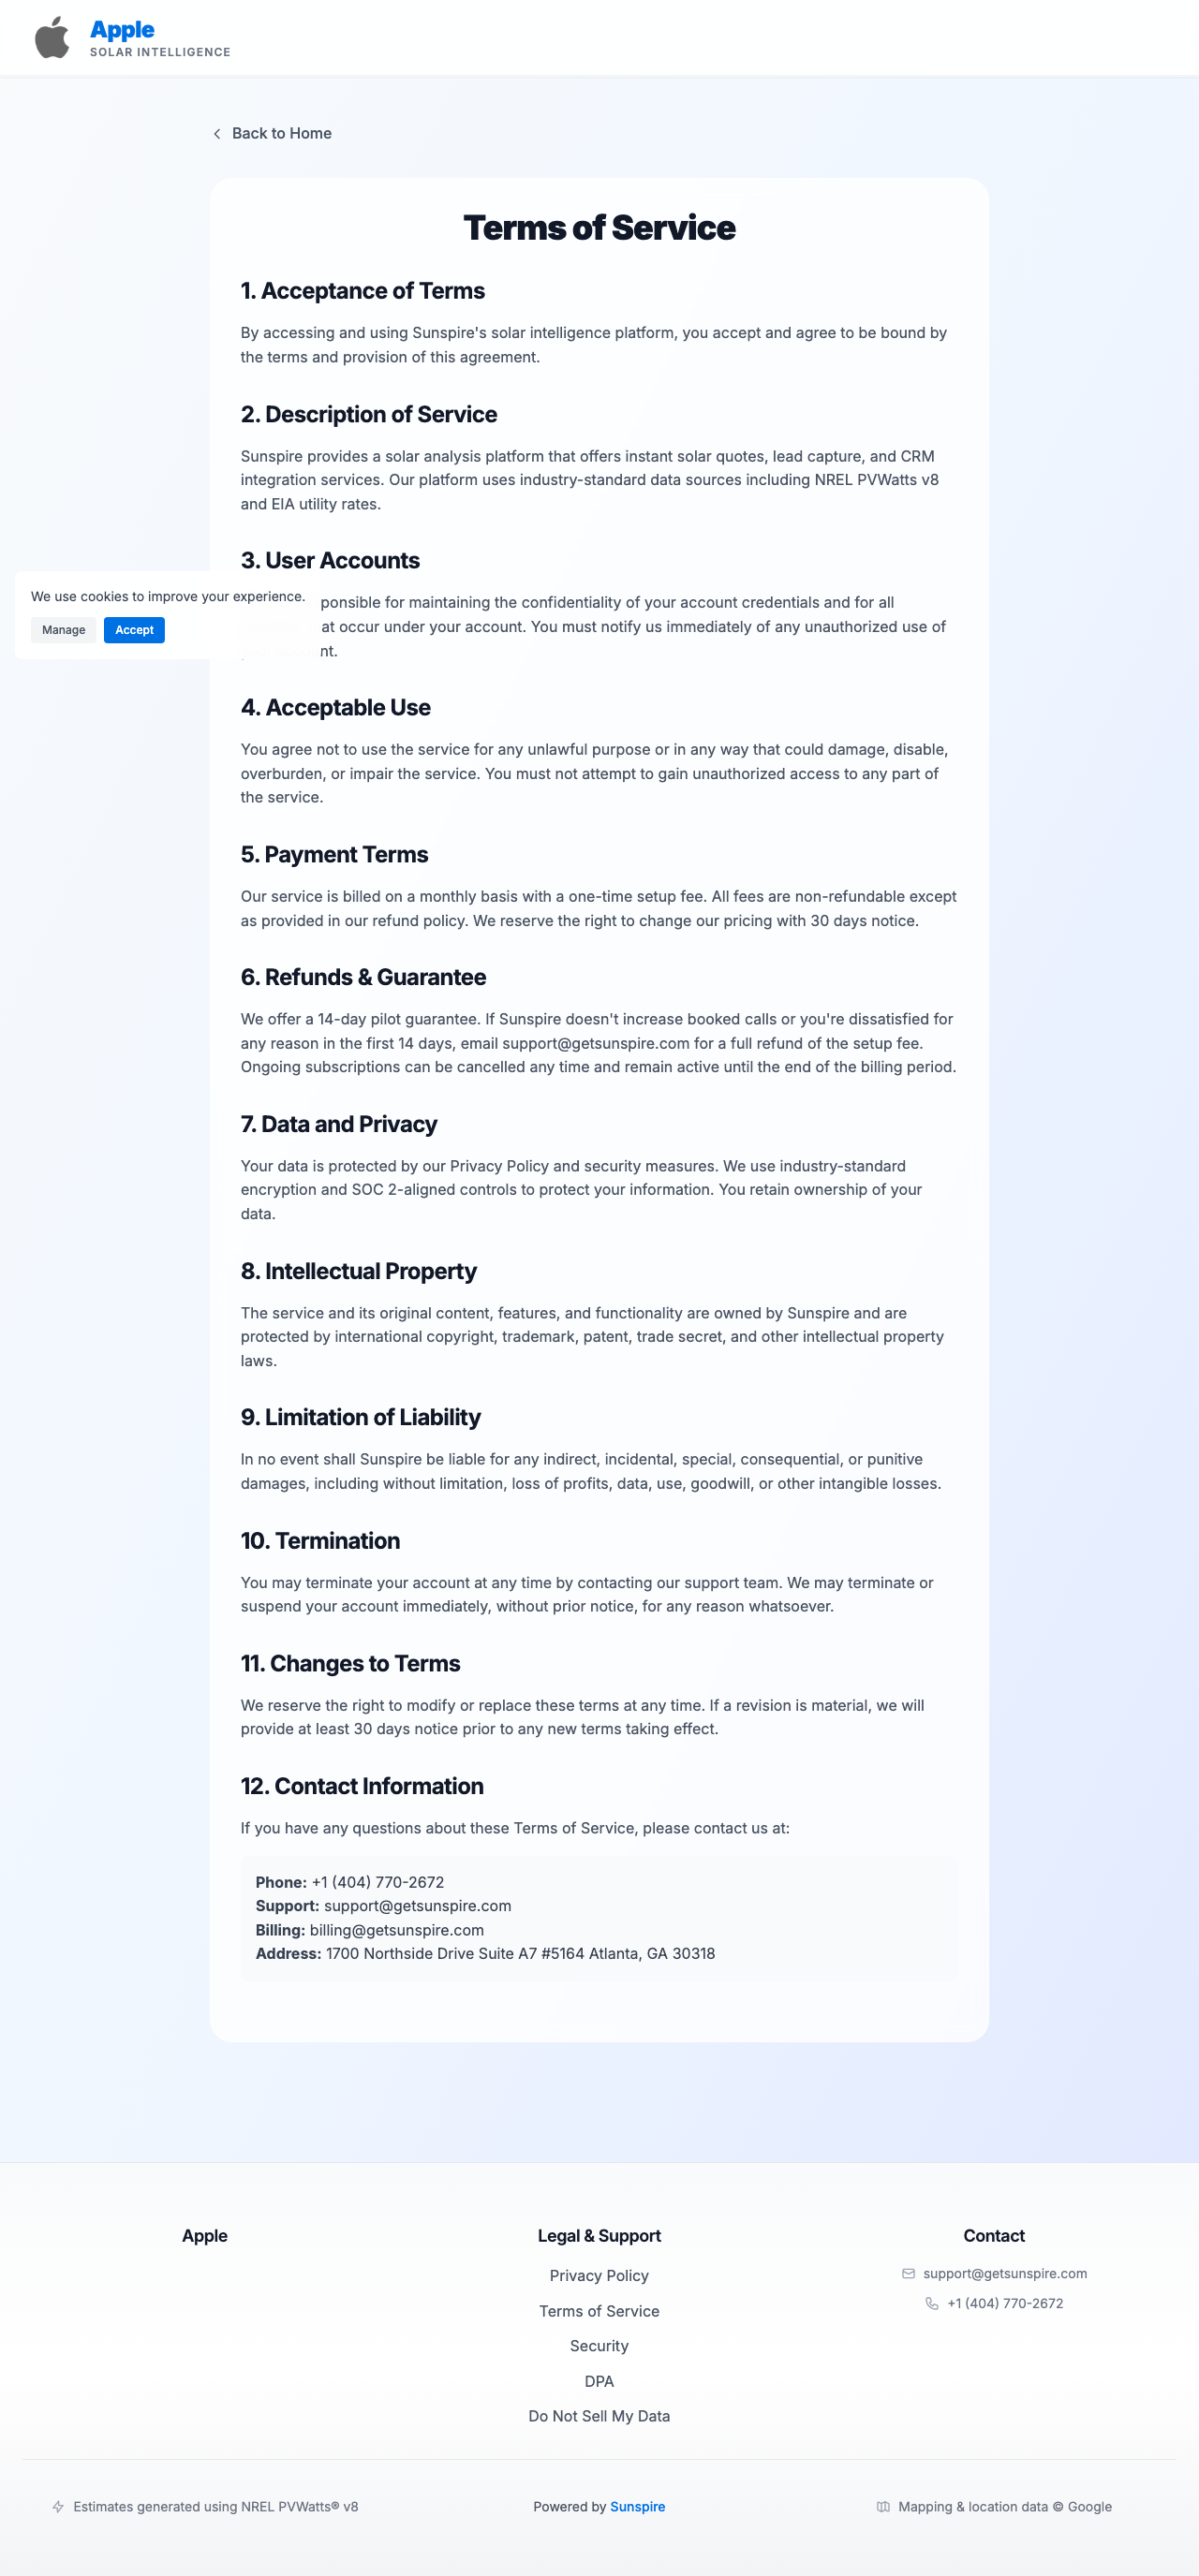 Apple
SOLAR INTELLIGENCE
Back to Home
Terms of Service
1. Acceptance of Terms
By accessing and using Sunspire's solar intelligence platform, you accept and agree to be bound by
the terms and provision of this agreement.
2. Description of Service
Sunspire provides a solar analysis platform that offers instant solar quotes, lead capture, and CRM
integration services. Our platform uses industry-standard data sources including NREL PVWatts v8
and EIA utility rates.
3. User Accounts
We use cookies to improve your experience.
Manage Accept
ponsible for maintaining the confidentiality of your account credentials and for all
at occur under your account. You must notify us immediately of any unauthorized use of
nt.
4. Acceptable Use
You agree not to use the service for any unlawful purpose or in any way that could damage, disable,
overburden, or impair the service. You must not attempt to gain unauthorized access to any part of
the service.
5. Payment Terms
Our service is billed on a monthly basis with a one-time setup fee. All fees are non-refundable except
as provided in our refund policy. We reserve the right to change our pricing with 30 days notice.
6. Refunds & Guarantee
We offer a 14-day pilot guarantee. If Sunspire doesn't increase booked calls or you're dissatisfied for
any reason in the first 14 days, email support@getsunspire.com for a full refund of the setup fee.
Ongoing subscriptions can be cancelled any time and remain active until the end of the billing period.
7. Data and Privacy
Your data is protected by our Privacy Policy and security measures. We use industry-standard
encryption and SOC 2-aligned controls to protect your information. You retain ownership of your
data.
8. Intellectual Property
The service and its original content, features, and functionality are owned by Sunspire and are
protected by international copyright, trademark, patent, trade secret, and other intellectual property
laws.
9. Limitation of Liability
In no event shall Sunspire be liable for any indirect, incidental, special, consequential, or punitive
damages, including without limitation, loss of profits, data, use, goodwill, or other intangible losses.
10. Termination
You may terminate your account at any time by contacting our support team. We may terminate or
suspend your account immediately, without prior notice, for any reason whatsoever.
11. Changes to Terms
We reserve the right to modify or replace these terms at any time. If a revision is material, we will
provide at least 30 days notice prior to any new terms taking effect.
12. Contact Information
If you have any questions about these Terms of Service, please contact us at:
Phone: +1 (404) 770-2672
Support: support@getsunspire.com
Billing: billing@getsunspire.com
Address: 1700 Northside Drive Suite A7 #5164 Atlanta, GA 30318
Apple
Legal & Support
Privacy Policy
Terms of Service
Security
DPA
Do Not Sell My Data
Contact
support@getsunspire.com
+1 (404) 770-2672
Estimates generated using NREL PVWatts® v8
Powered by Sunspire
Mapping & location data © Google